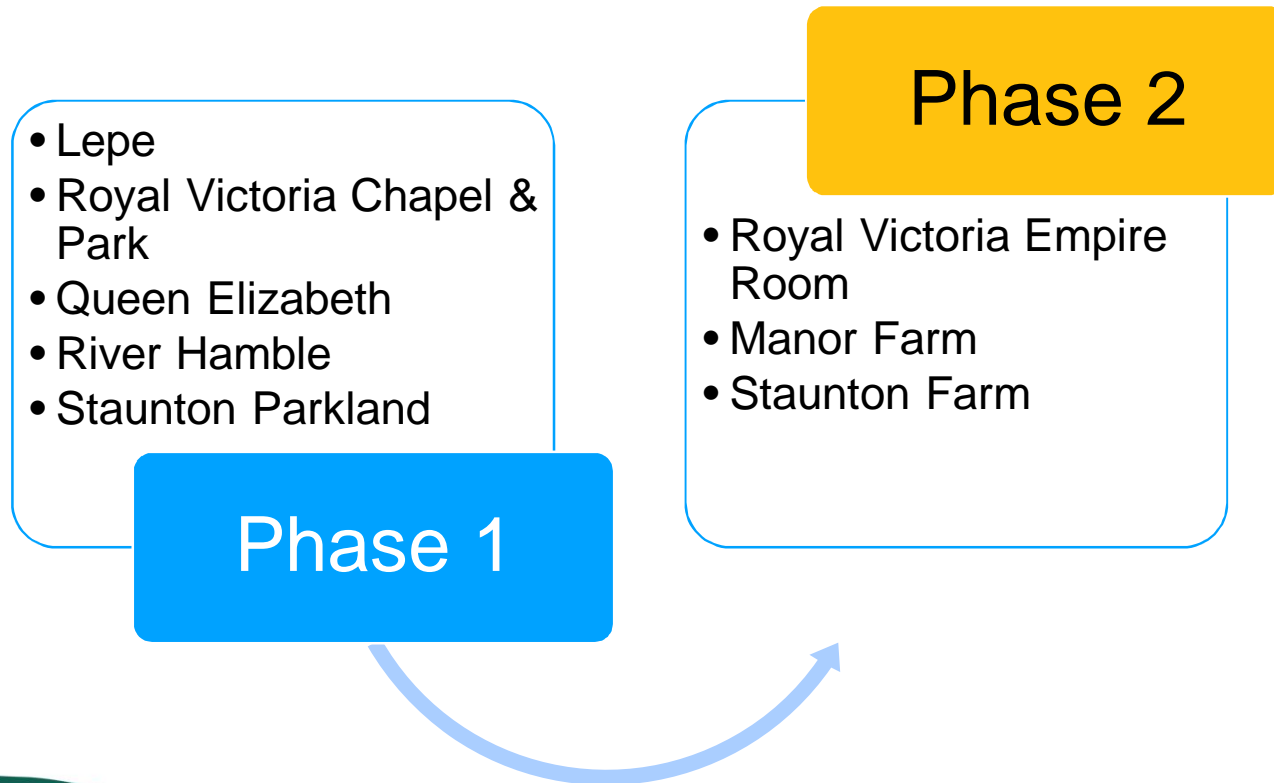 • Lepe
• Royal Victoria Chapel &
Park
• Queen Elizabeth
• River Hamble
• Staunton Parkland
Phase 1
Phase 2
• Royal Victoria Empire
Room
• Manor Farm
• Staunton Farm